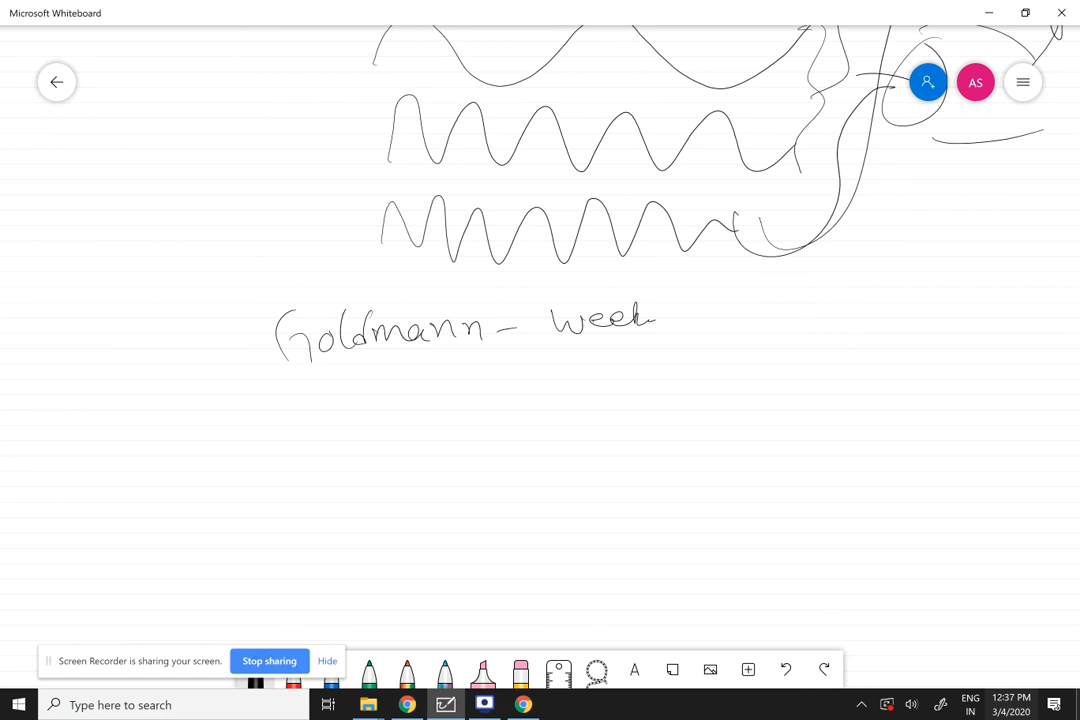 Microsoft Whiteboard
AS
Goldmann - Week
Screen Recorder is sharing your screen.
Stop sharing
Hide
A
Type here to search
ENG
IN
12:37 PM
3/4/2020